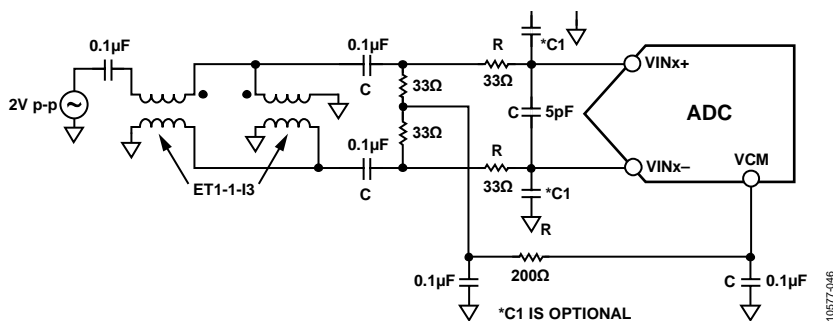 *C1
0.1µF
0.1µF
R
2V p-p
C
33Ω
33Ω
VINx+
C
5pF
ADC
33Ω
0.1µF
R
VINx–
VCM
ET1-1-I3
C
33Ω
*C1
R
0.1µF
200Ω
C
0.1µF
*C1 IS OPTIONAL
10577-046